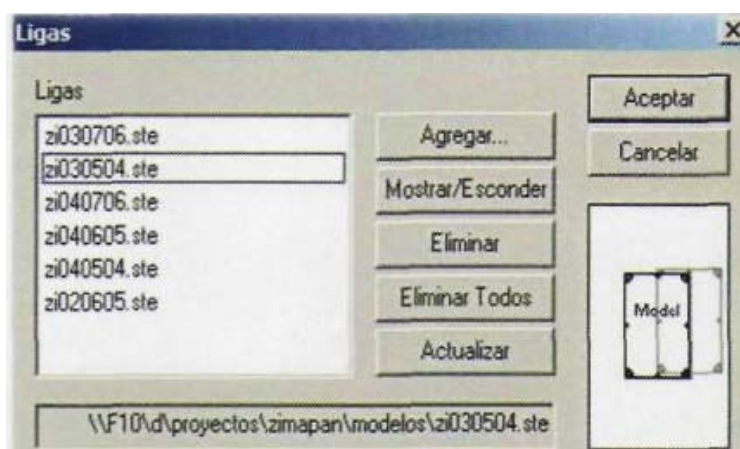 Ligas
Ligas
zi030706.ste
zi030504.ste
zi040706.ste
zi040605.ste
zi040504.ste
zi020605.ste
Agregar...
Mostrar/Esconder
Eliminar
Eliminar Todos
Actualizar
Aceptar
Cancelar
Model
\\F10\d\proyectos\zimapan\modelos\zi030504.ste